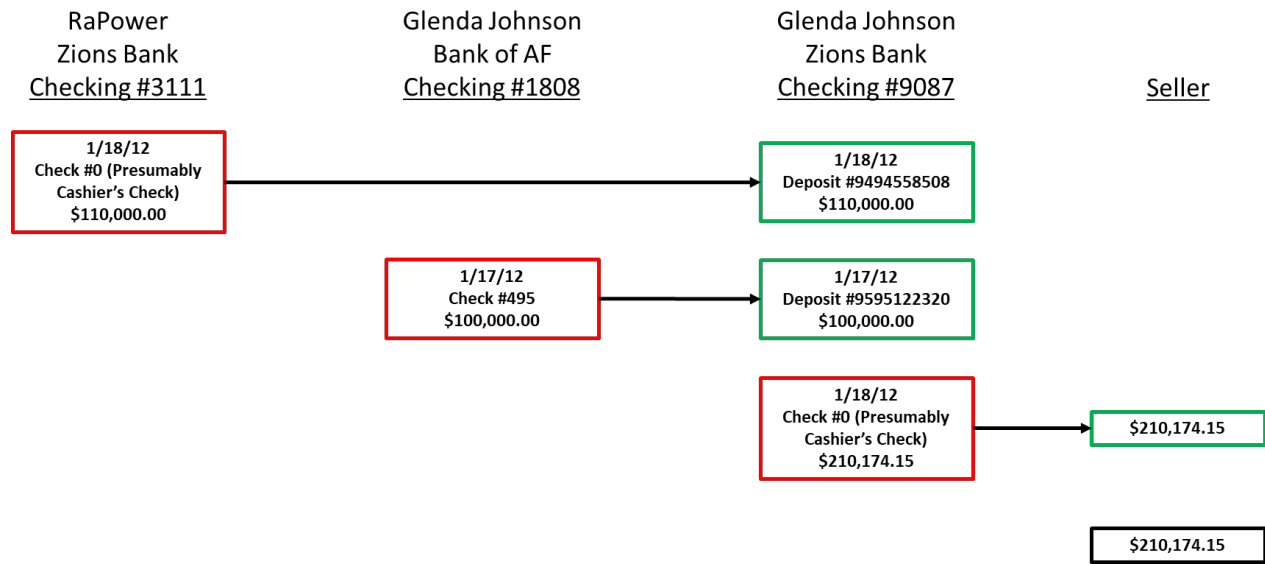 RaPower
Zions Bank
Checking #3111
Glenda Johnson
Bank of AF
Checking #1808
Glenda Johnson
Zions Bank
Checking #9087
Seller
1/18/12
Check #0 (Presumably
Cashier's Check)
$110,000.00
1/18/12
Deposit #9494558508
$110,000.00
1/17/12
Check #495
$100,000.00
1/17/12
Deposit #9595122320
$100,000.00
1/18/12
Check #0 (Presumably
Cashier's Check)
$210,174.15
$210,174.15
$210,174.15